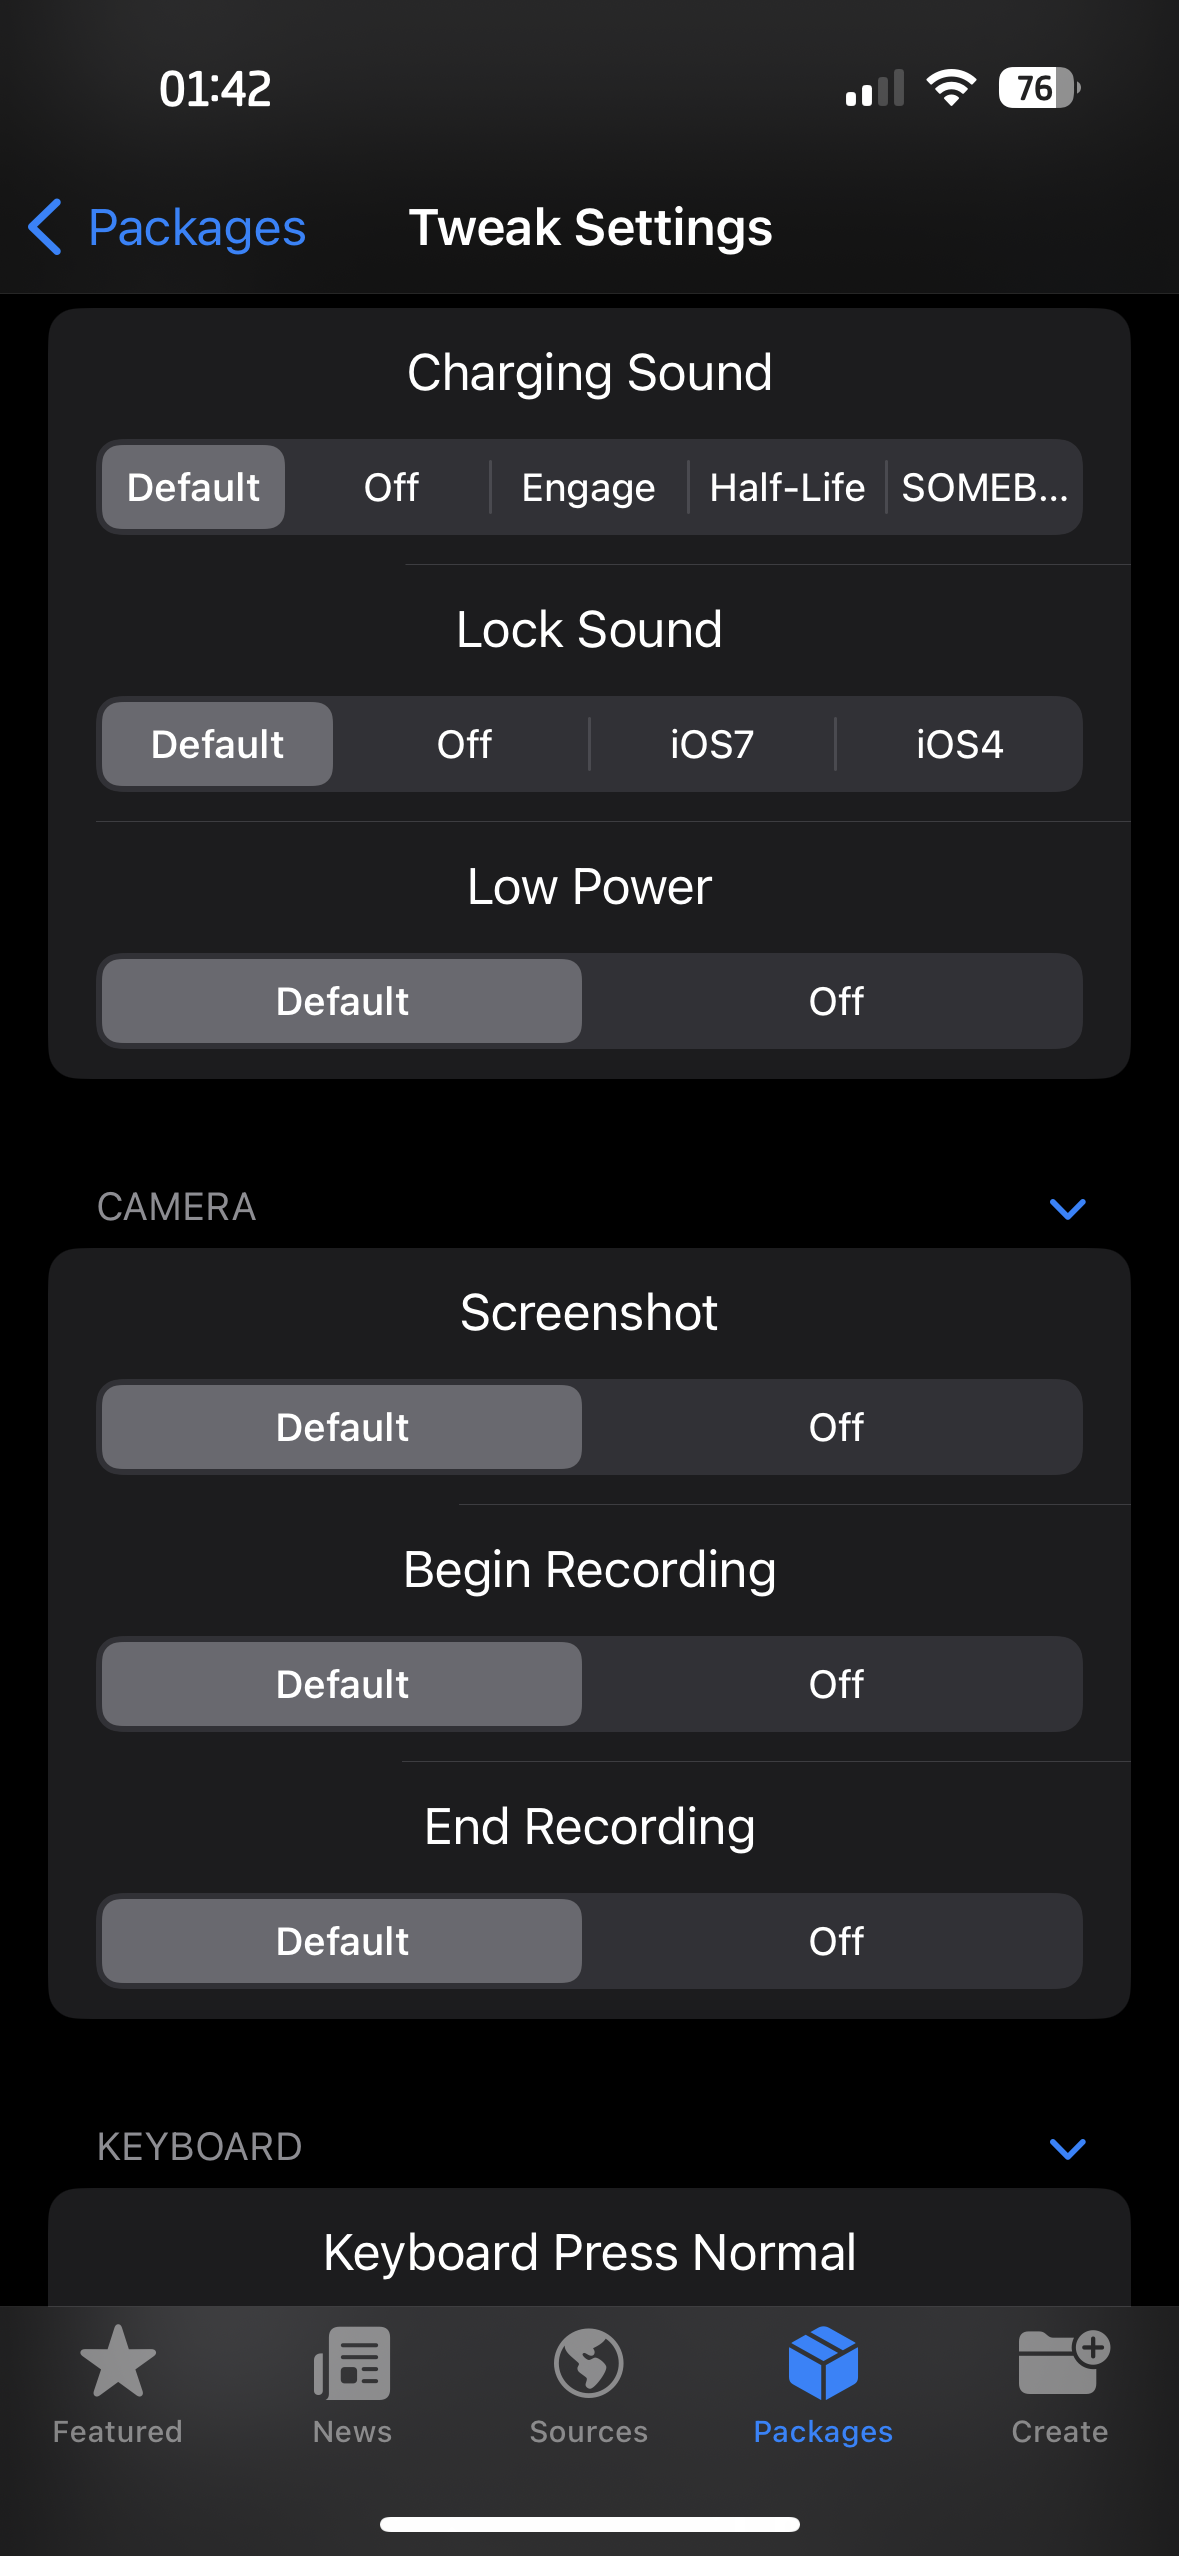 01:42
76
Packages
Tweak Settings
Charging Sound
Default Off Engage Half-Life SOMEB...
Lock Sound
Default Off iOS7 iOS4
Low Power
Default Off
CAMERA
Screenshot
Default Off
Begin Recording
Default Off
End Recording
Default Off
KEYBOARD
Keyboard Press Normal
Featured News Sources Packages Create